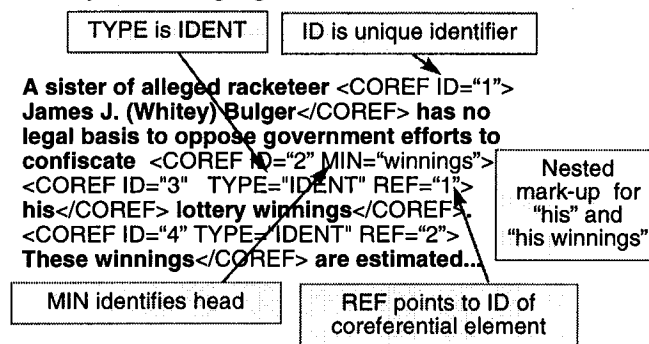 TYPE is IDENT
ID is unique identifier
A sister of alleged racketeer <COREF ID="1">
James J. (Whitey) Bulger</COREF> has no
legal basis to oppose government efforts to
confiscate <COREF ID="2" MIN="winnings">
<COREF ID="3" TYPE="IDENT" REF="1">
his</COREF> lottery winnings</COREF>.
<COREF ID="4" TYPE="IDENT" REF="2">
These winnings</COREF> are estimated...
Nested
mark-up for
"his" and
"his winnings"
MIN identifies head
REF points to ID of
coreferential element